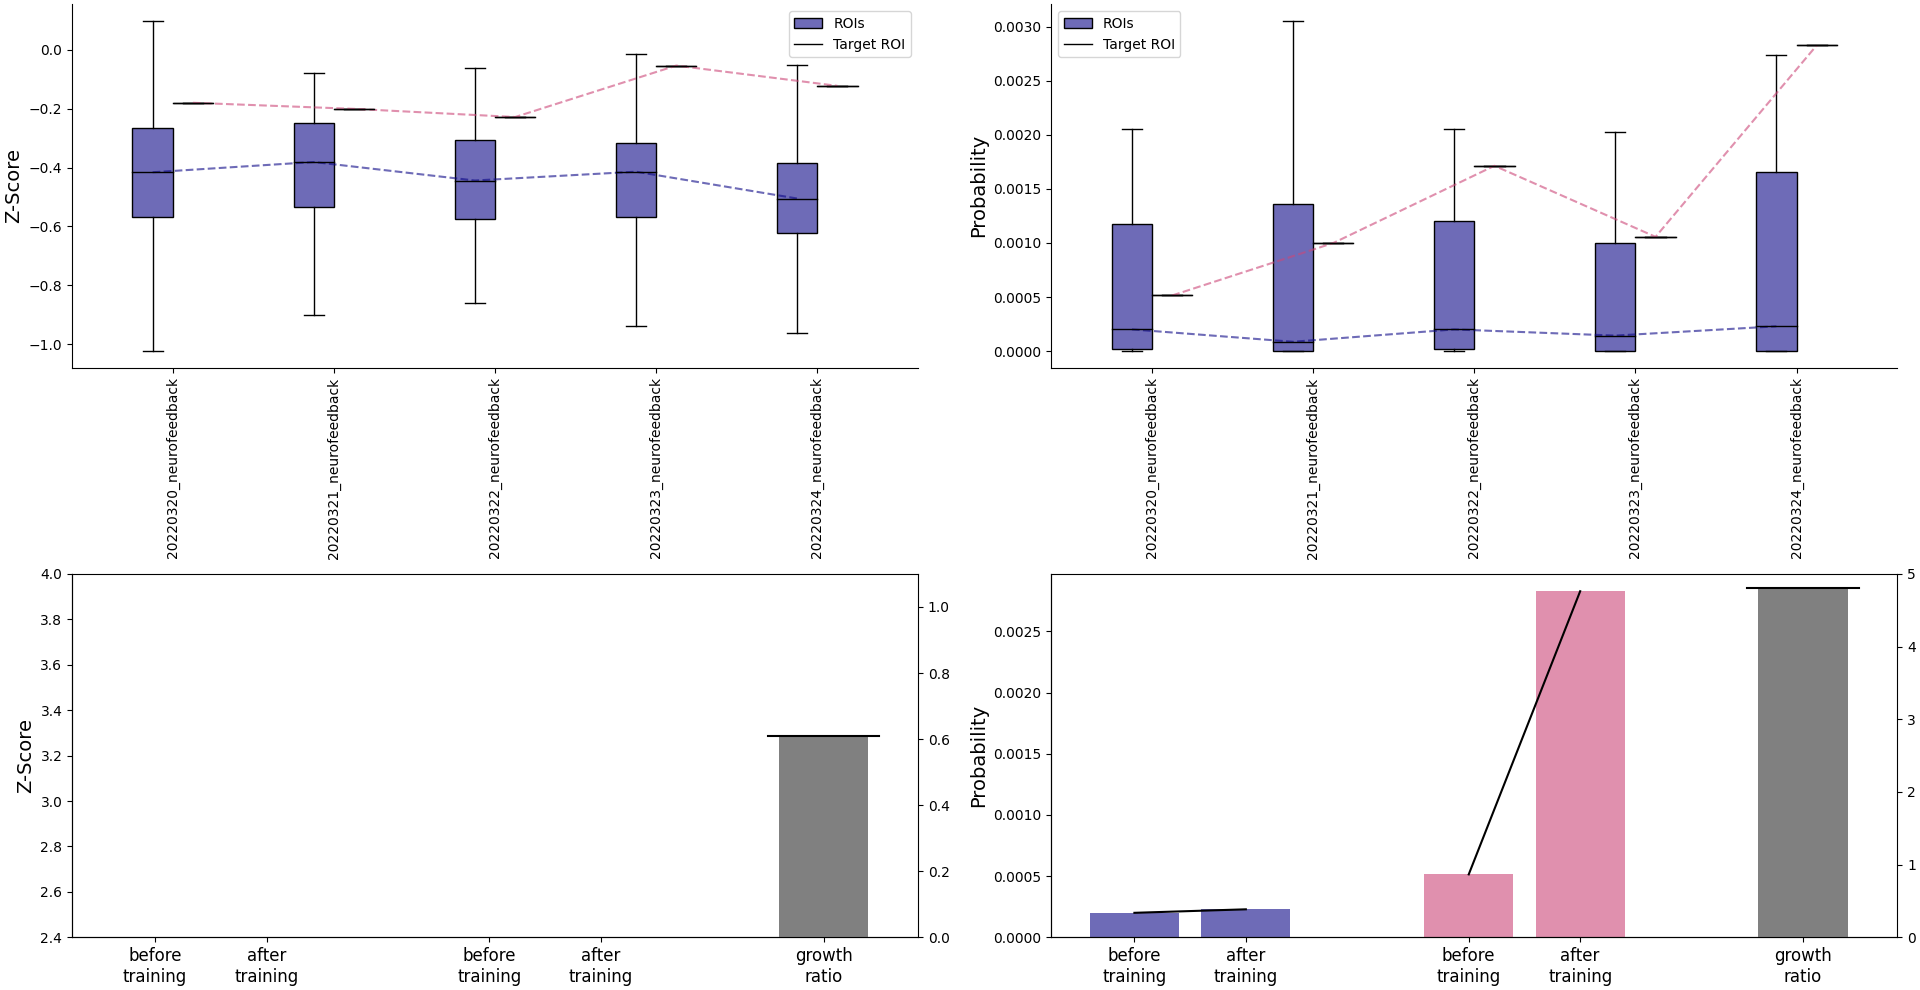 Z-Score
0.0
−0.2
−0.4
−0.6
−0.8
−1.0
ROIs
Target ROI
20220320_neurofeedback
20220321_neurofeedback
20220322_neurofeedback
20220323_neurofeedback
20220324_neurofeedback
Probability
0.0030
0.0025
0.0020
0.0015
0.0010
0.0005
0.0000
ROIs
Target ROI
20220320_neurofeedback
20220321_neurofeedback
20220322_neurofeedback
20220323_neurofeedback
20220324_neurofeedback
Z-Score
4.0
3.8
3.6
3.4
3.2
3.0
2.8
2.6
2.4
1.0
0.8
0.6
0.4
0.2
0.0
before
training
after
training
before
training
after
training
growth
ratio
Probability
0.0025
0.0020
0.0015
0.0010
0.0005
0.0000
5
4
3
2
1
0
before
training
after
training
before
training
after
training
growth
ratio